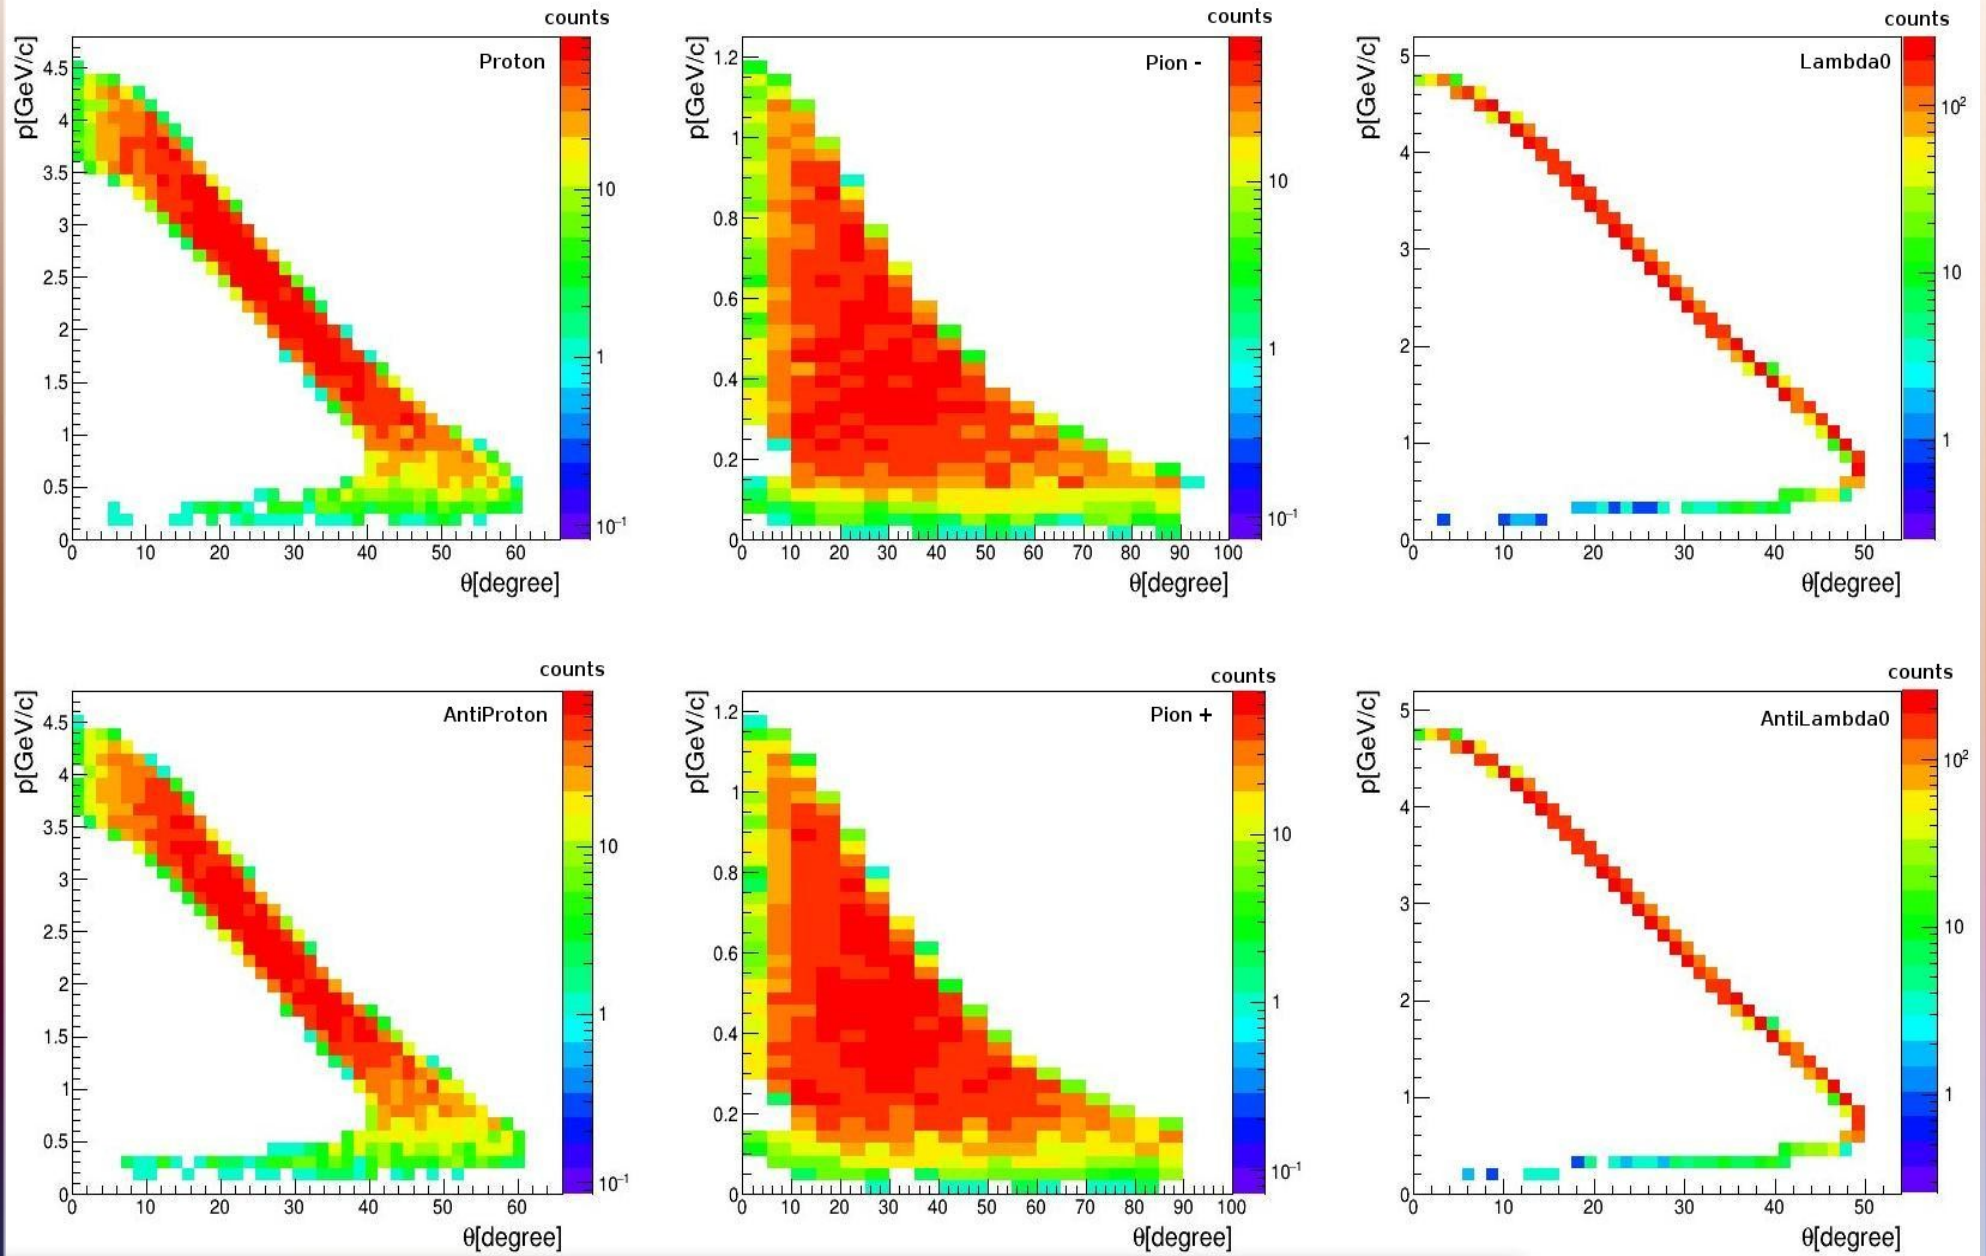 counts
Proton
p[GeV/c]
4.5
4
3.5
3
2.5
2
1.5
1
0.5
0
0 10 20 30 40 50 60
θ[degree]
10
1
10⁻¹
counts
Pion -
p[GeV/c]
1.2
1
0.8
0.6
0.4
0.2
0
0 10 20 30 40 50 60 70 80 90 100
θ[degree]
10
1
10⁻¹
counts
Lambda0
p[GeV/c]
5
4
3
2
1
0
0 10 20 30 40 50
θ[degree]
10²
10
1
counts
AntiProton
p[GeV/c]
4.5
4
3.5
3
2.5
2
1.5
1
0.5
0
0 10 20 30 40 50 60
θ[degree]
10
1
10⁻¹
counts
Pion +
p[GeV/c]
1.2
1
0.8
0.6
0.4
0.2
0
0 10 20 30 40 50 60 70 80 90 100
θ[degree]
10
1
10⁻¹
counts
AntiLambda0
p[GeV/c]
5
4
3
2
1
0
0 10 20 30 40 50
θ[degree]
10²
10
1